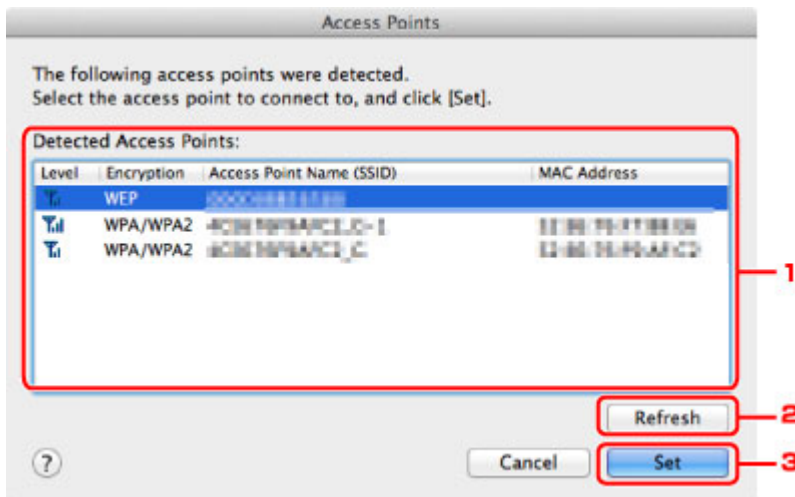 Access Points
The following access points were detected.
Select the access point to connect to, and click [Set].
Detected Access Points:
Level Encryption Access Point Name (SSID) MAC Address
WEP
WPA/WPA2
WPA/WPA2
1
Refresh 2
? Cancel Set 3